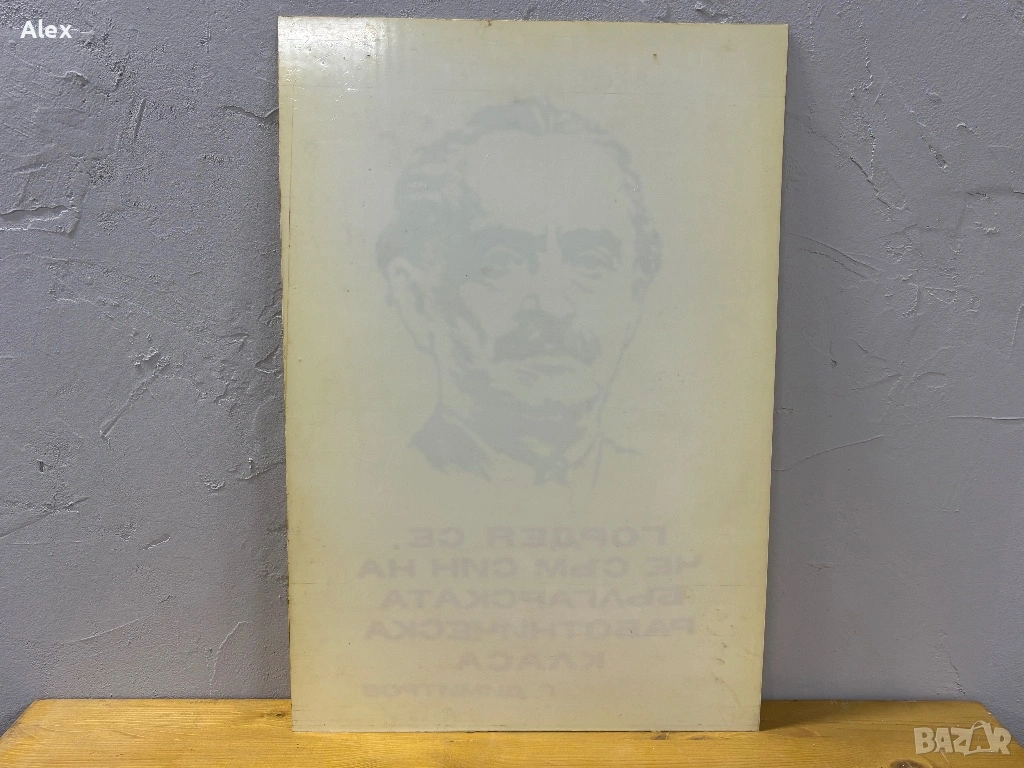 Alex
ГОРДЕЯ СЕ,
ЧЕ СЪМ СИН НА
БЪЛГАРСКАТА
РАБОТНИЧЕСКА
КЛАСА...
Г. ДИМИТРОВ
BAZAR